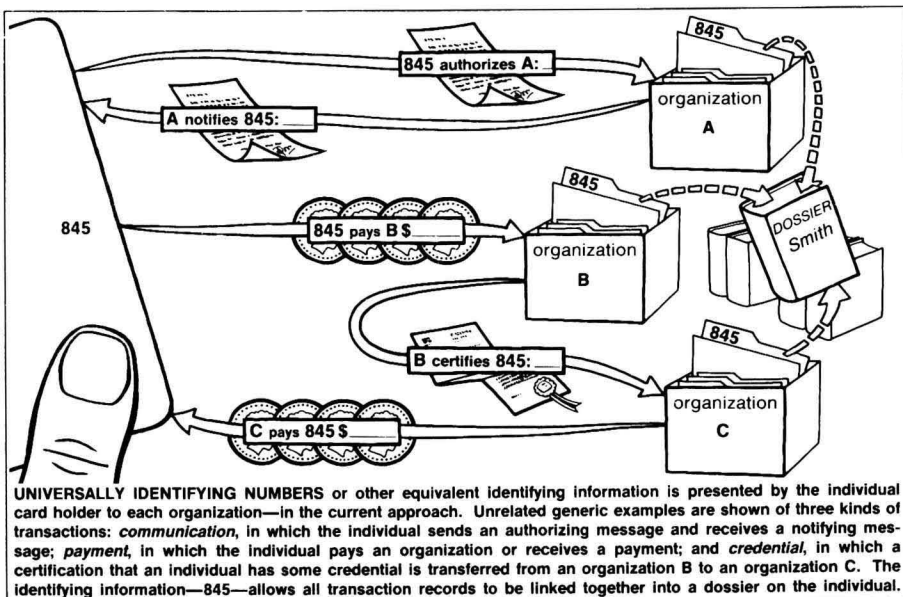 845
845 authorizes A:
organization
A
A notifies 845:
845
845
845 pays B $
organization
B
DOSSIER
Smith
845
B certifies 845:
organization
C
C pays 845 $
UNIVERSALLY IDENTIFYING NUMBERS or other equivalent identifying information is presented by the individual
card holder to each organization—in the current approach. Unrelated generic examples are shown of three kinds of
transactions: communication, in which the individual sends an authorizing message and receives a notifying mes-
sage; payment, in which the individual pays an organization or receives a payment; and credential, in which a
certification that an individual has some credential is transferred from an organization B to an organization C. The
identifying information—845—allows all transaction records to be linked together into a dossier on the individual.